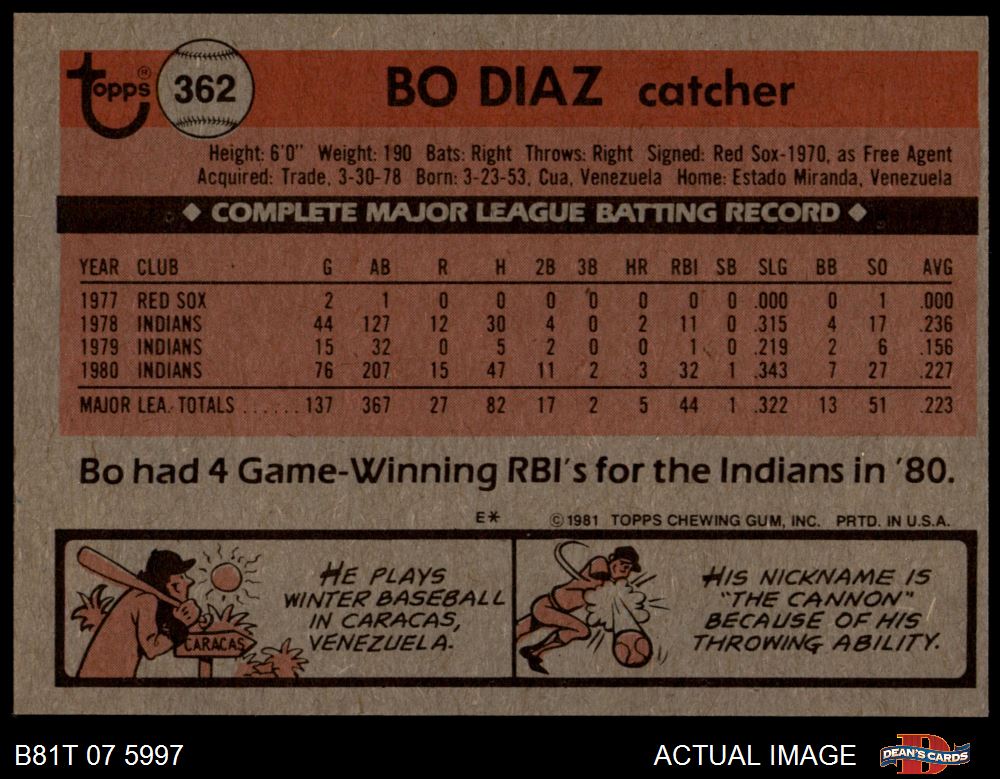 Topps® 362 BO DIAZ catcher
Height: 6'0" Weight: 190 Bats: Right Throws: Right Signed: Red Sox-1970, as Free Agent
Acquired: Trade, 3-30-78 Born: 3-23-53, Cua, Venezuela Home: Estado Miranda, Venezuela
◆ COMPLETE MAJOR LEAGUE BATTING RECORD ◆
YEAR CLUB G AB R H 2B 3B HR RBI SB SLG BB SO AVG
1977 RED SOX 2 1 0 0 0 0 0 0 0 .000 0 1 .000
1978 INDIANS 44 127 12 30 4 0 2 11 0 .315 4 17 .236
1979 INDIANS 15 32 0 5 2 0 0 1 0 .219 2 6 .156
1980 INDIANS 76 207 15 47 11 2 3 32 1 .343 7 27 .227
MAJOR LEA. TOTALS ...... 137 367 27 82 17 2 5 44 1 .322 13 51 .223
Bo had 4 Game-Winning RBI's for the Indians in '80.
E* © 1981 TOPPS CHEWING GUM, INC. PRTD. IN U.S.A.
HE PLAYS
WINTER BASEBALL
IN CARACAS,
VENEZUELA.
CARACAS
HIS NICKNAME IS
"THE CANNON"
BECAUSE OF HIS
THROWING ABILITY.
B81T 07 5997 ACTUAL IMAGE DEAN'S CARDS